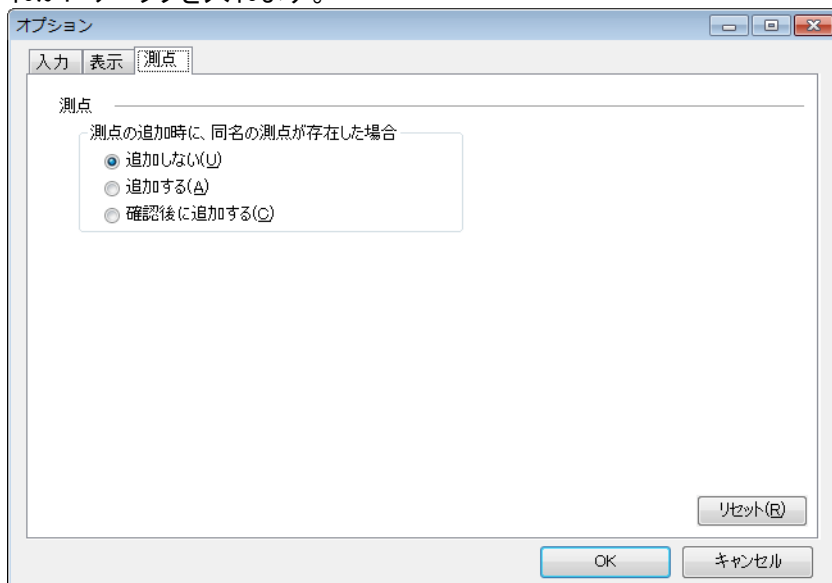 オプション
入力 表示 測点
測点
測点の追加時に、同名の測点が存在した場合
追加しない(U)
追加する(A)
確認後に追加する(C)
リセット(R)
OK キャンセル